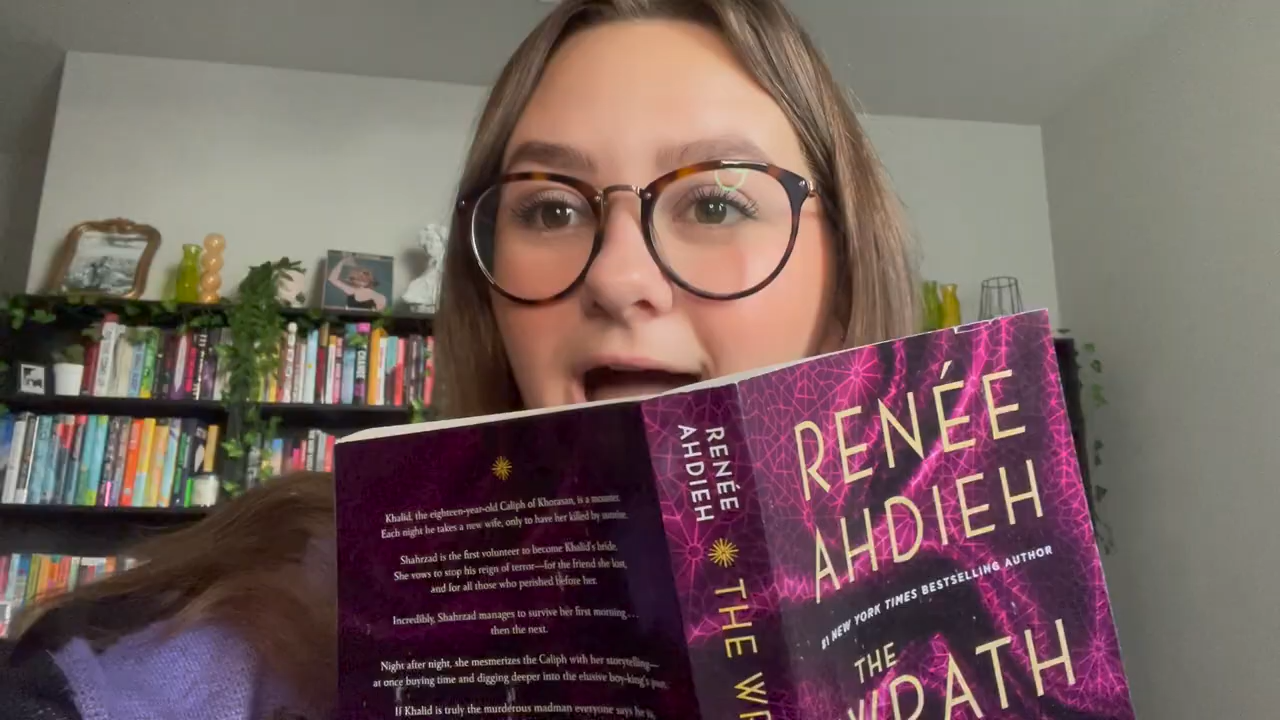 Khalid, the eighteen-year-old Caliph of Khorasan, is a monster.
Each night he takes a new wife, only to have her killed by sunrise.
Shahrzad is the first volunteer to become Khalid's bride.
She vows to stop his reign of terror—for the friend she lost,
and for all those who perished before her.
Incredibly, Shahrzad manages to survive her first morning...
then the next.
Night after night, she mesmerizes the Caliph with her storytelling—
at once buying time and digging deeper into the elusive boy-king's past.
If Khalid is truly the murderous madman everyone says he is,
RENÉE
AHDIEH
THE
RENÉE
AHDIEH
#1 NEW YORK TIMES BESTSELLING AUTHOR
THE
WRATH